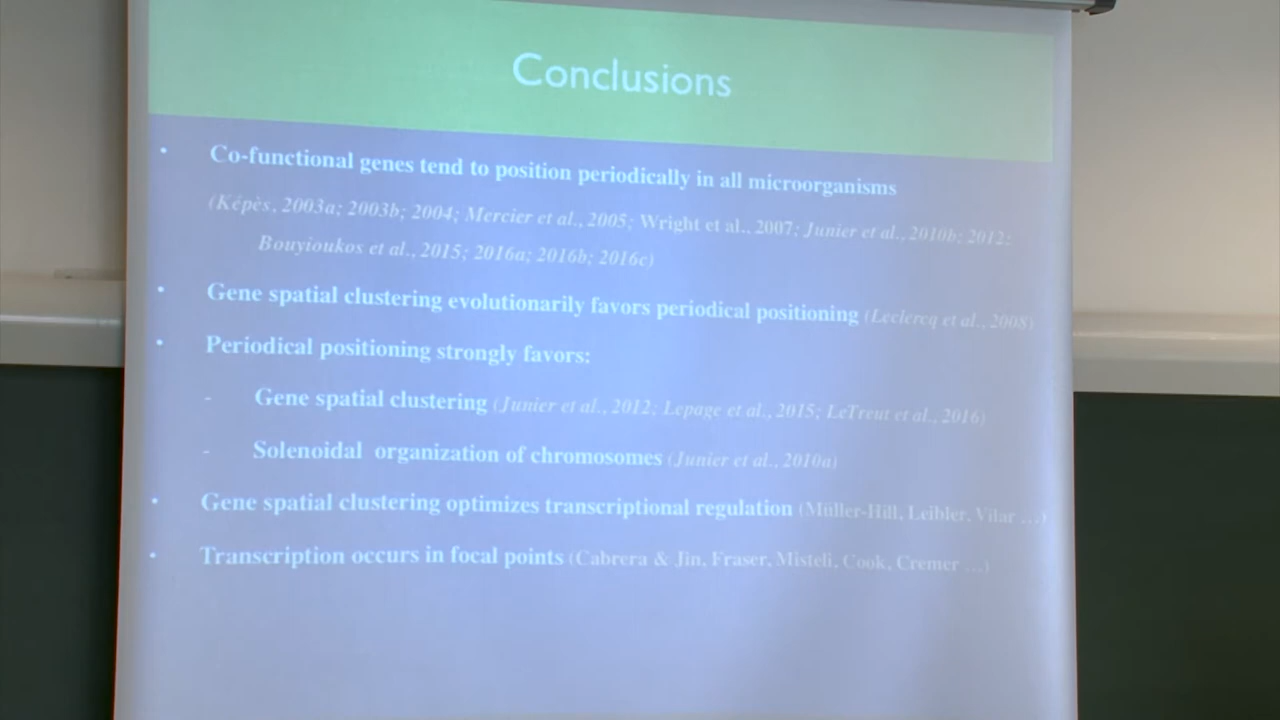 Conclusions
• Co-functional genes tend to position periodically in all microorganisms
(Képès, 2003a; 2003b; 2004; Mercier et al., 2005; Wright et al., 2007; Junier et al., 2010b; 2012;
Bouyioukos et al., 2015; 2016a; 2016b; 2016c)
• Gene spatial clustering evolutionarily favors periodical positioning (Leclercq et al., 2008)
• Periodical positioning strongly favors:
- Gene spatial clustering (Junier et al., 2012; Lepage et al., 2015; LeTreut et al., 2016)
- Solenoidal organization of chromosomes (Junier et al., 2010a)
• Gene spatial clustering optimizes transcriptional regulation (Müller-Hill, Leibler, Vilar ...)
• Transcription occurs in focal points (Cabrera & Jin, Fraser, Misteli, Cook, Cremer ...)